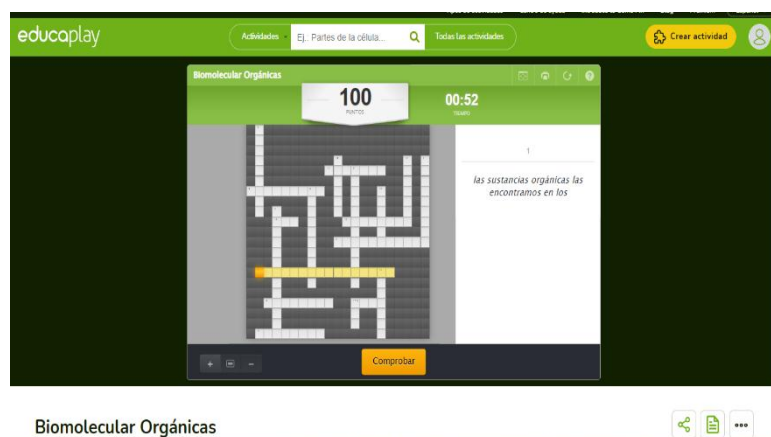 educaplay
Actividades
Ej.: Partes de la célula...
Todas las actividades
Crear actividad
Biomolecular Orgánicas
100
PUNTOS
00:52
TIEMPO
1
las sustancias orgánicas las
encontramos en los
Comprobar
Biomolecular Orgánicas